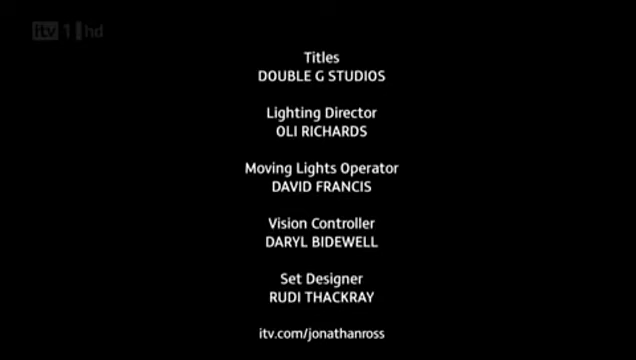 itv 1 hd
Titles
DOUBLE G STUDIOS
Lighting Director
OLI RICHARDS
Moving Lights Operator
DAVID FRANCIS
Vision Controller
DARYL BIDEWELL
Set Designer
RUDI THACKRAY
itv.com/jonathanross